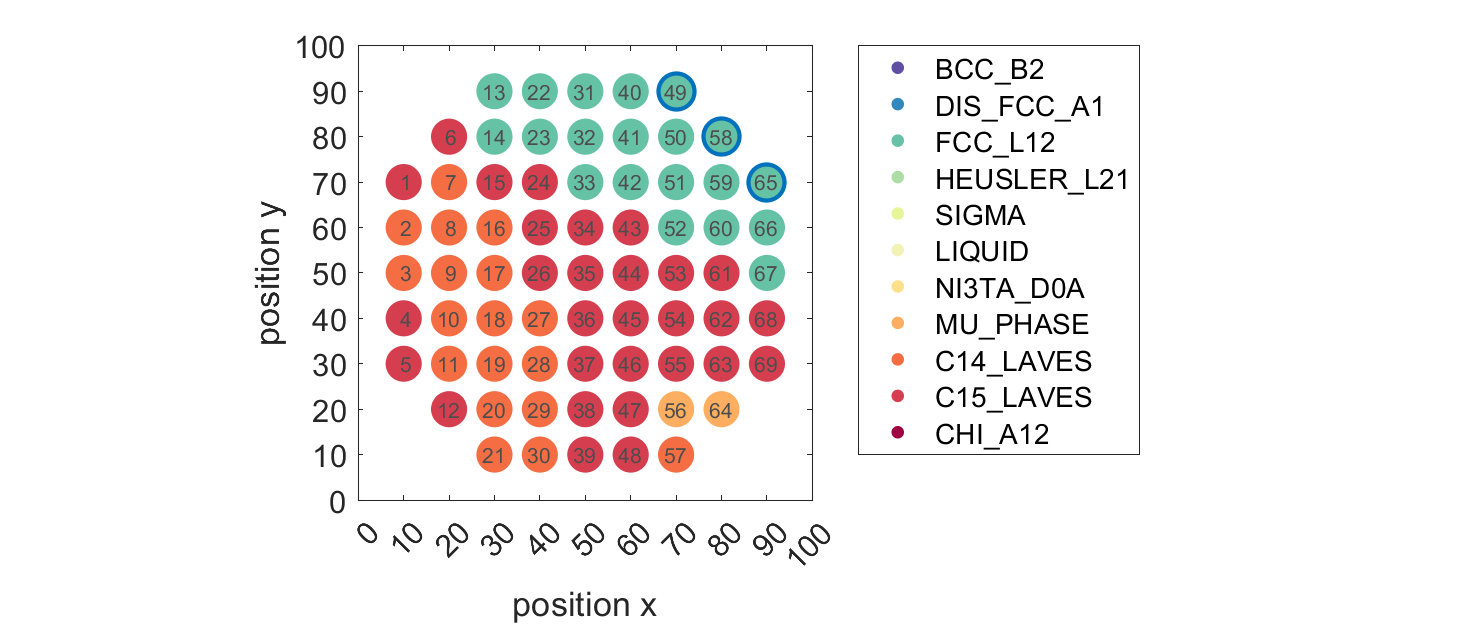 100
90
80
70
60
50
40
30
20
10
0
position y
13 22 31 40 49
6 14 23 32 41 50 58
1 7 15 24 33 42 51 59 65
2 8 16 25 34 43 52 60 66
3 9 17 26 35 44 53 61 67
4 10 18 27 36 45 54 62 68
5 11 19 28 37 46 55 63 69
12 20 29 38 47 56 64
21 30 39 48 57
0 10 20 30 40 50 60 70 80 90 100
position x
BCC_B2
DIS_FCC_A1
FCC_L12
HEUSLER_L21
SIGMA
LIQUID
NI3TA_D0A
MU_PHASE
C14_LAVES
C15_LAVES
CHI_A12